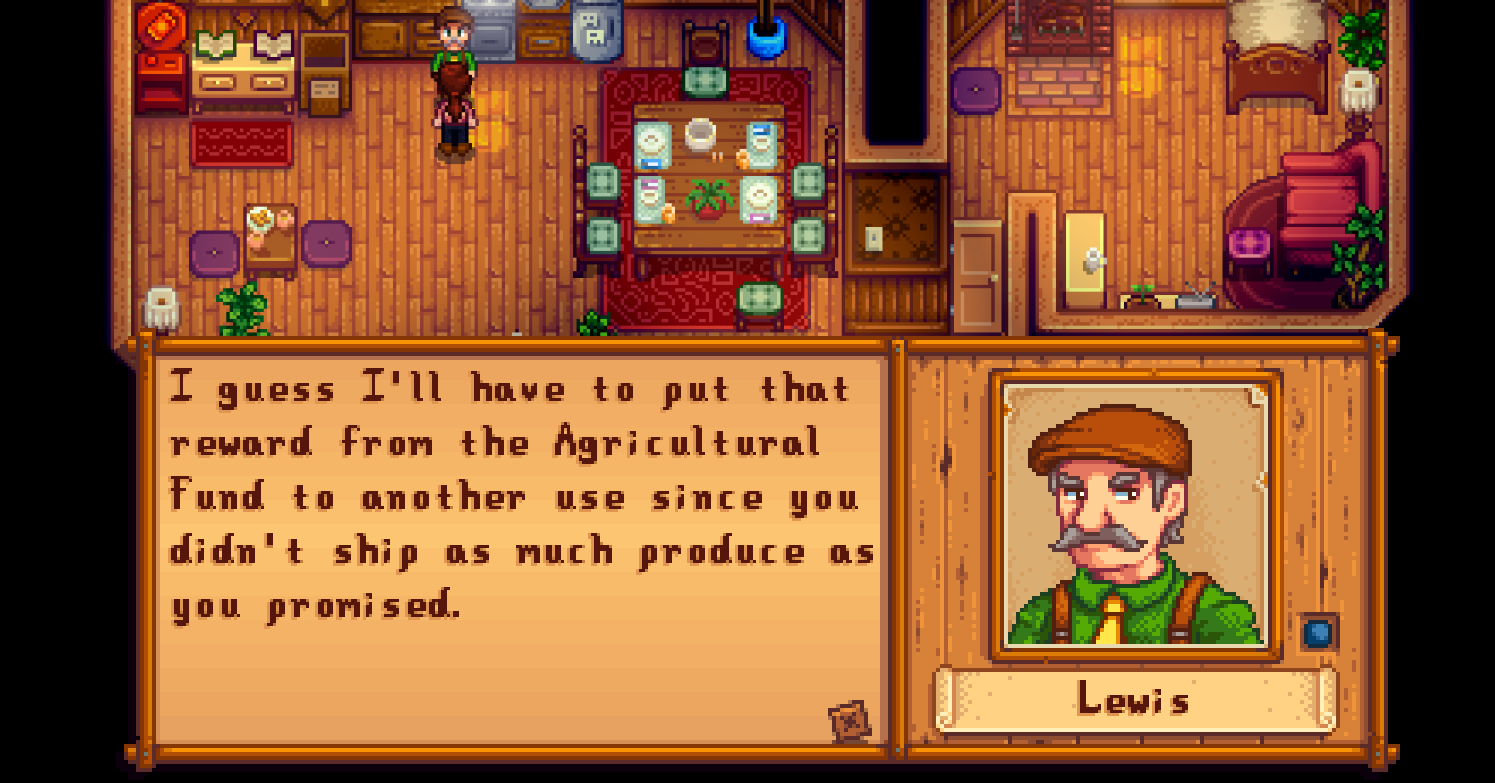 I guess I'll have to put that
reward from the Agricultural
Fund to another use since you
didn't ship as much produce as
you promised.
Lewis